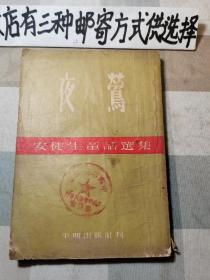 本店有三种邮寄方式供选择
夜鶯
安徒生童話選集
平明出版社刊